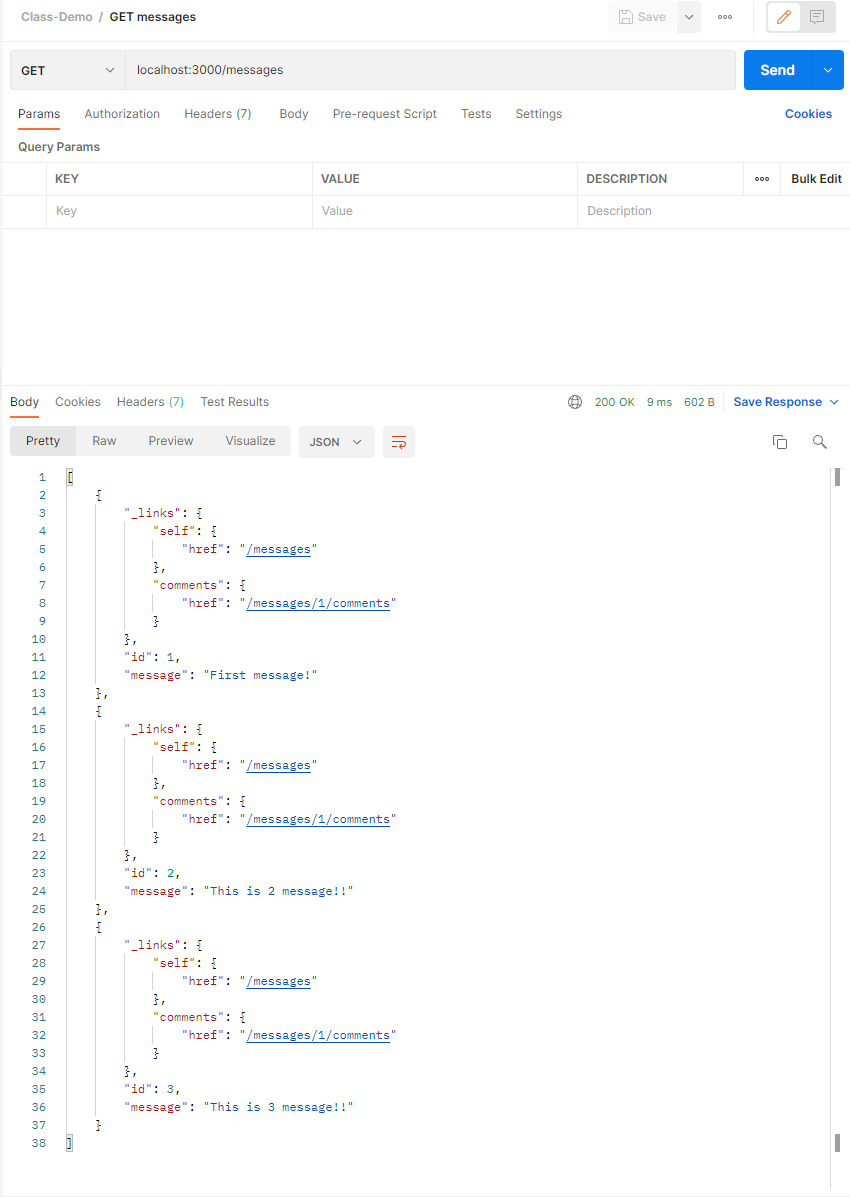 Class-Demo / GET messages Save
GET localhost:3000/messages Send
Params Authorization Headers (7) Body Pre-request Script Tests Settings Cookies
Query Params
KEY VALUE DESCRIPTION Bulk Edit
Key Value Description
Body Cookies Headers (7) Test Results 200 OK 9 ms 602 B Save Response
Pretty Raw Preview Visualize JSON
1 [
2 {
3 "_links": {
4 "self": {
5 "href": "/messages"
6 },
7 "comments": {
8 "href": "/messages/1/comments"
9 }
10 },
11 "id": 1,
12 "message": "First message!"
13 },
14 {
15 "_links": {
16 "self": {
17 "href": "/messages"
18 },
19 "comments": {
20 "href": "/messages/1/comments"
21 }
22 },
23 "id": 2,
24 "message": "This is 2 message!!"
25 },
26 {
27 "_links": {
28 "self": {
29 "href": "/messages"
30 },
31 "comments": {
32 "href": "/messages/1/comments"
33 }
34 },
35 "id": 3,
36 "message": "This is 3 message!!"
37 }
38 ]